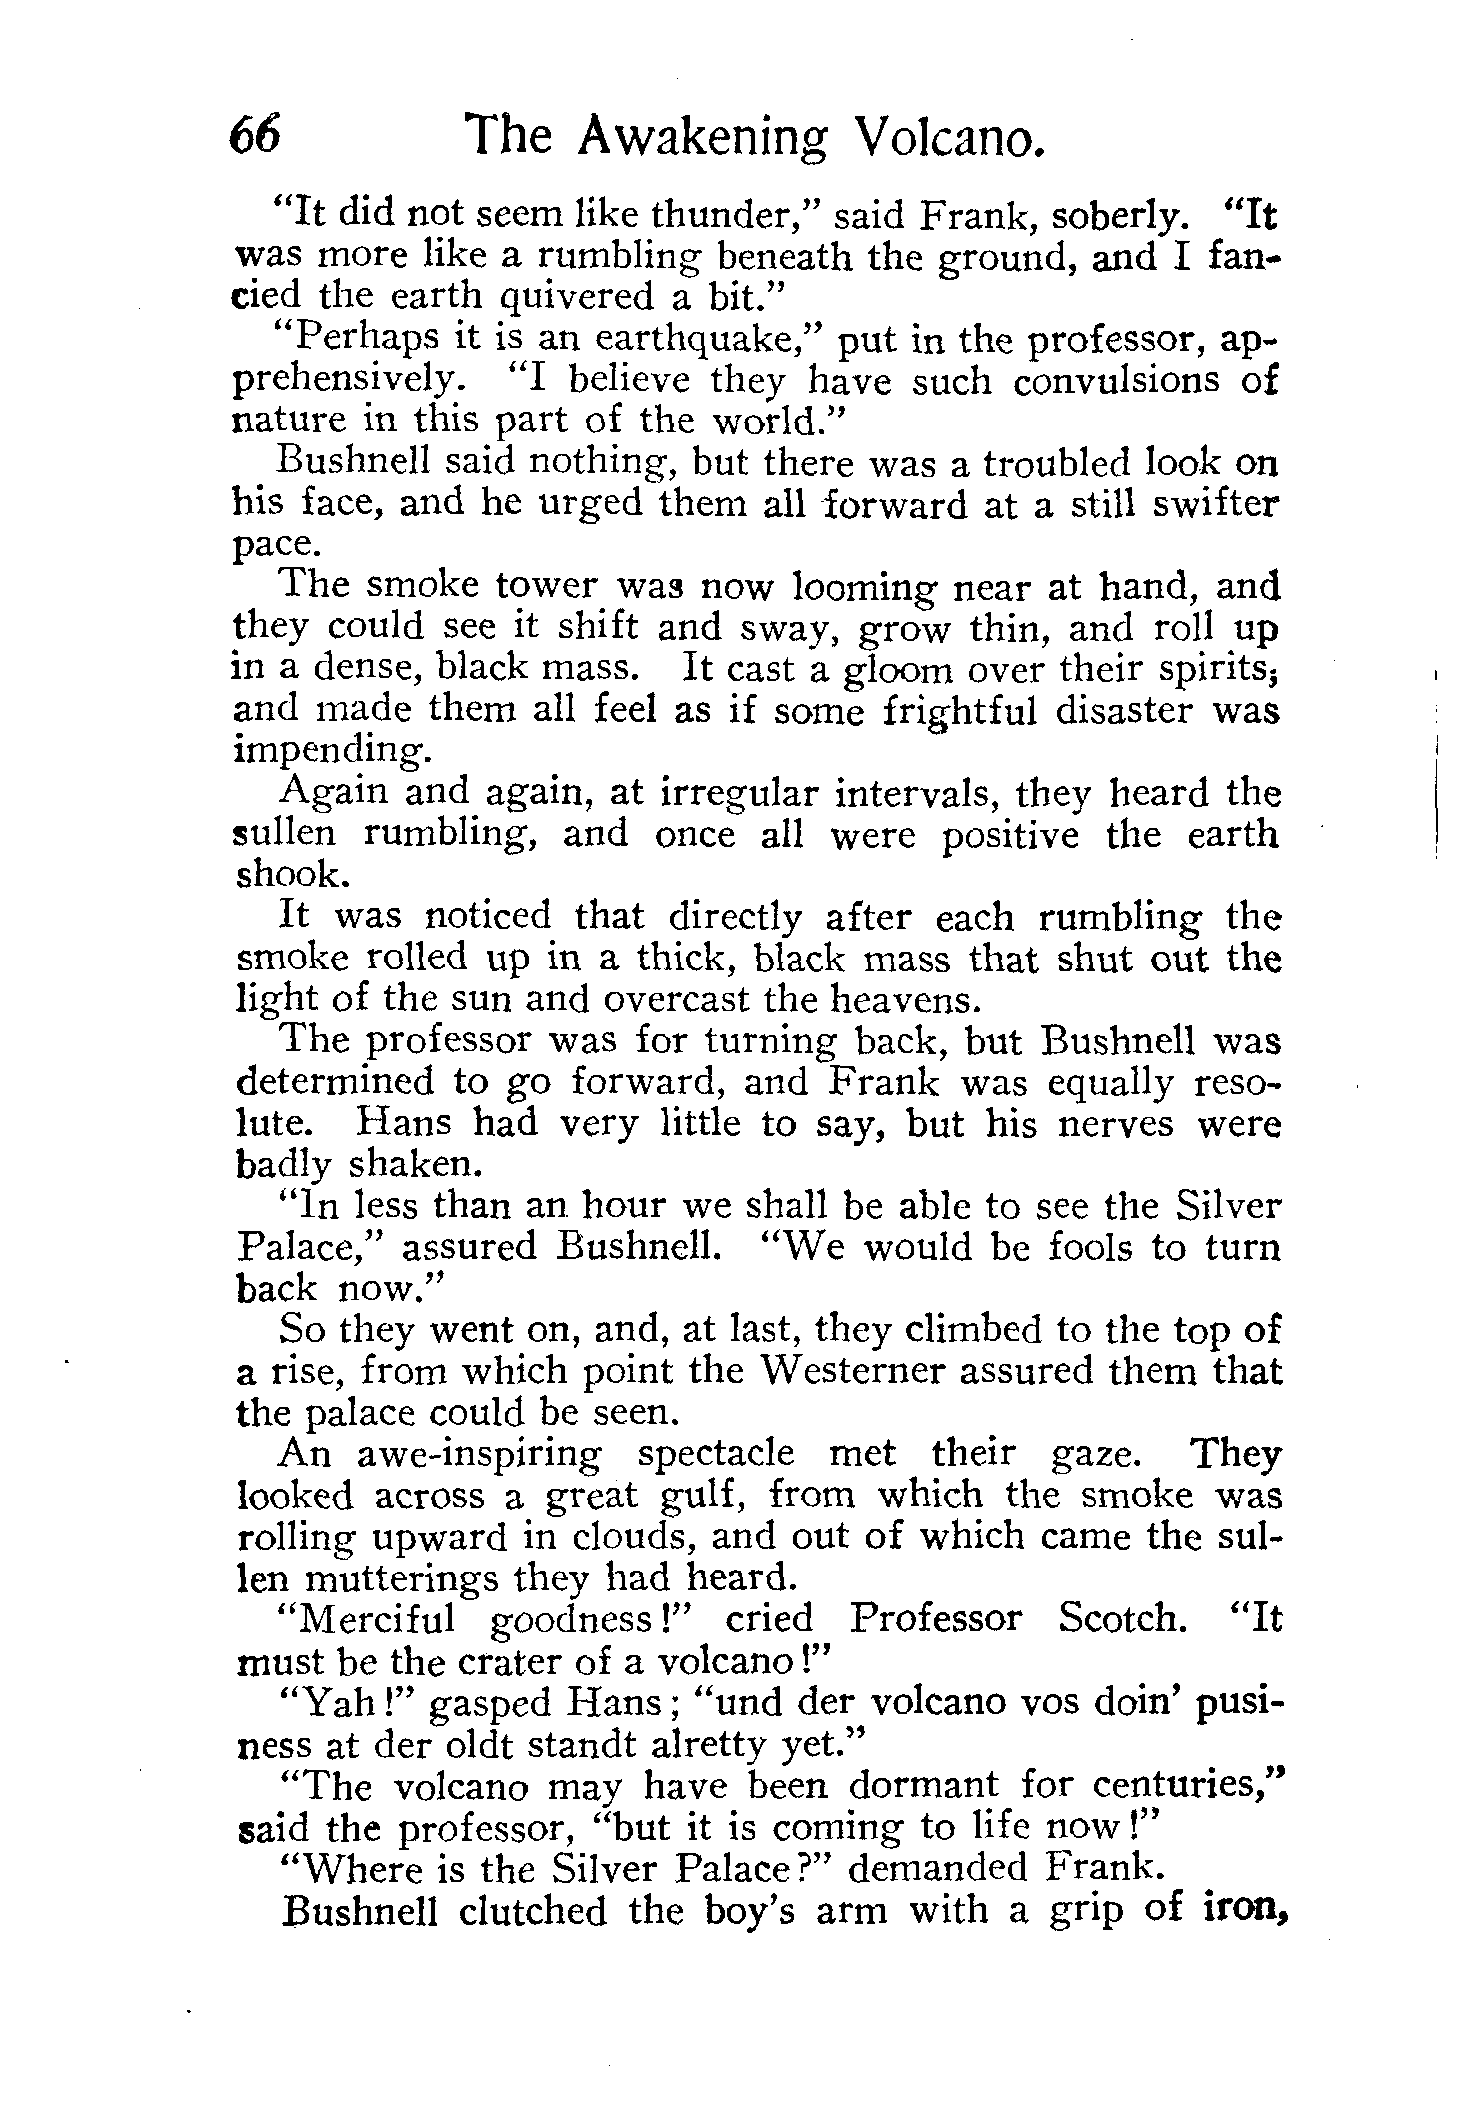 66 The Awakening Volcano.
“It did not seem like thunder,” said Frank, soberly. “It
was more like a rumbling beneath the ground, and I fan-
cied the earth quivered a bit.”
“Perhaps it is an earthquake,” put in the professor, ap-
prehensively. “I believe they have such convulsions of
nature in this part of the world.”
Bushnell said nothing, but there was a troubled look on
his face, and he urged them all forward at a still swifter
pace.
The smoke tower was now looming near at hand, and
they could see it shift and sway, grow thin, and roll up
in a dense, black mass. It cast a gloom over their spirits;
and made them all feel as if some frightful disaster was
impending.
Again and again, at irregular intervals, they heard the
sullen rumbling, and once all were positive the earth
shook.
It was noticed that directly after each rumbling the
smoke rolled up in a thick, black mass that shut out the
light of the sun and overcast the heavens.
The professor was for turning back, but Bushnell was
determined to go forward, and Frank was equally reso-
lute. Hans had very little to say, but his nerves were
badly shaken.
“In less than an hour we shall be able to see the Silver
Palace,” assured Bushnell. “We would be fools to turn
back now.”
So they went on, and, at last, they climbed to the top of
a rise, from which point the Westerner assured them that
the palace could be seen.
An awe-inspiring spectacle met their gaze. They
looked across a great gulf, from which the smoke was
rolling upward in clouds, and out of which came the sul-
len mutterings they had heard.
“Merciful goodness!” cried Professor Scotch. “It
must be the crater of a volcano!”
“Yah!” gasped Hans; “und der volcano vos doin’ pusi-
ness at der oldt standt alretty yet.”
“The volcano may have been dormant for centuries,”
said the professor, “but it is coming to life now!”
“Where is the Silver Palace?” demanded Frank.
Bushnell clutched the boy’s arm with a grip of iron,